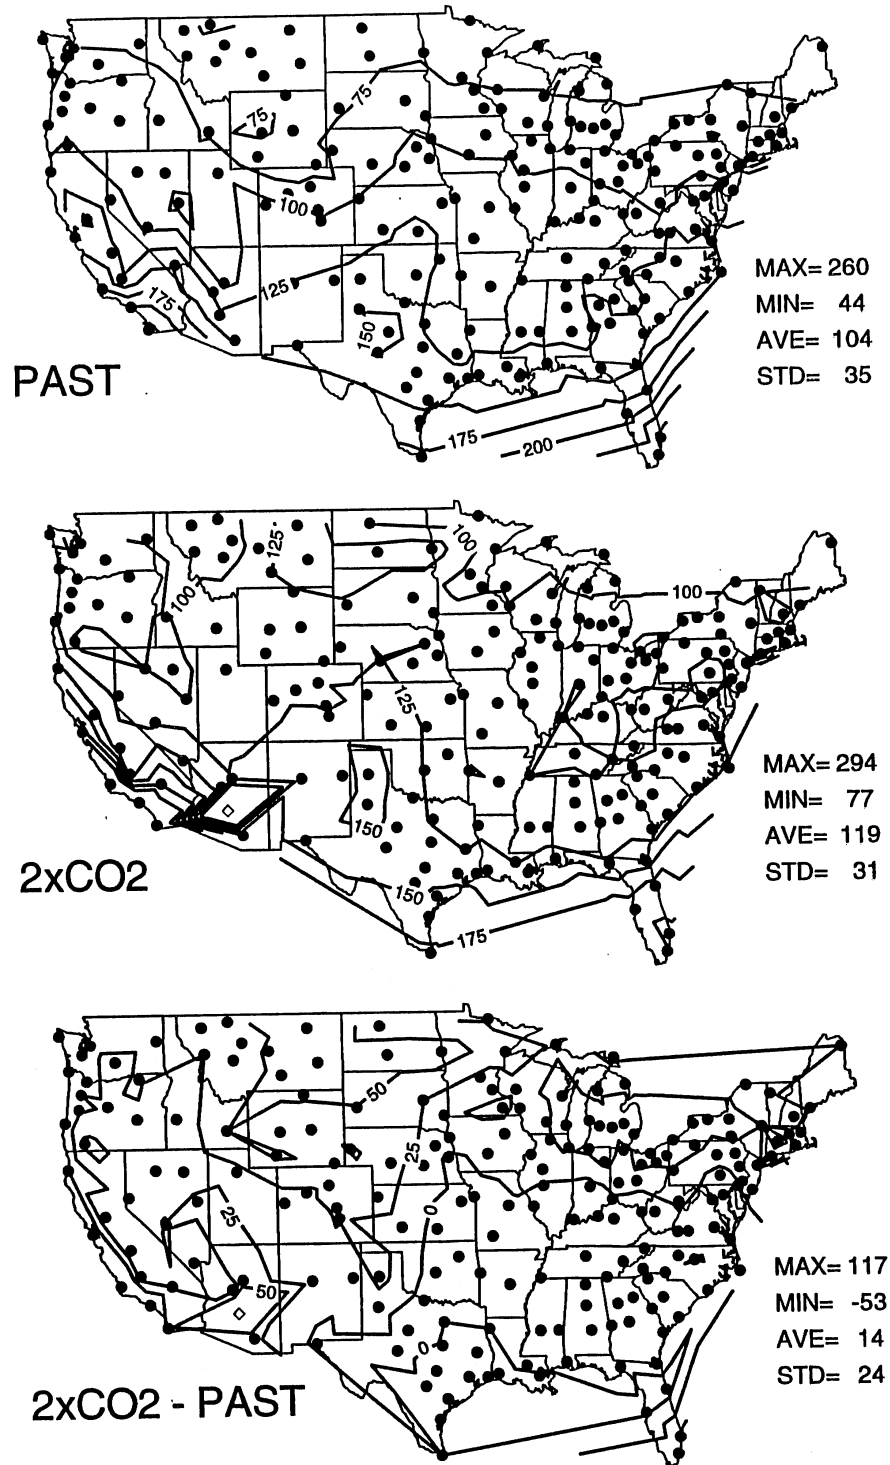 75
75
100
125
175
150
175
200
MAX= 260
MIN= 44
AVE= 104
STD= 35
PAST
125
100
100
100
125
150
150
175
MAX= 294
MIN= 77
AVE= 119
STD= 31
2xCO2
50
25
25
0
50
0
MAX= 117
MIN= -53
AVE= 14
STD= 24
2xCO2 - PAST